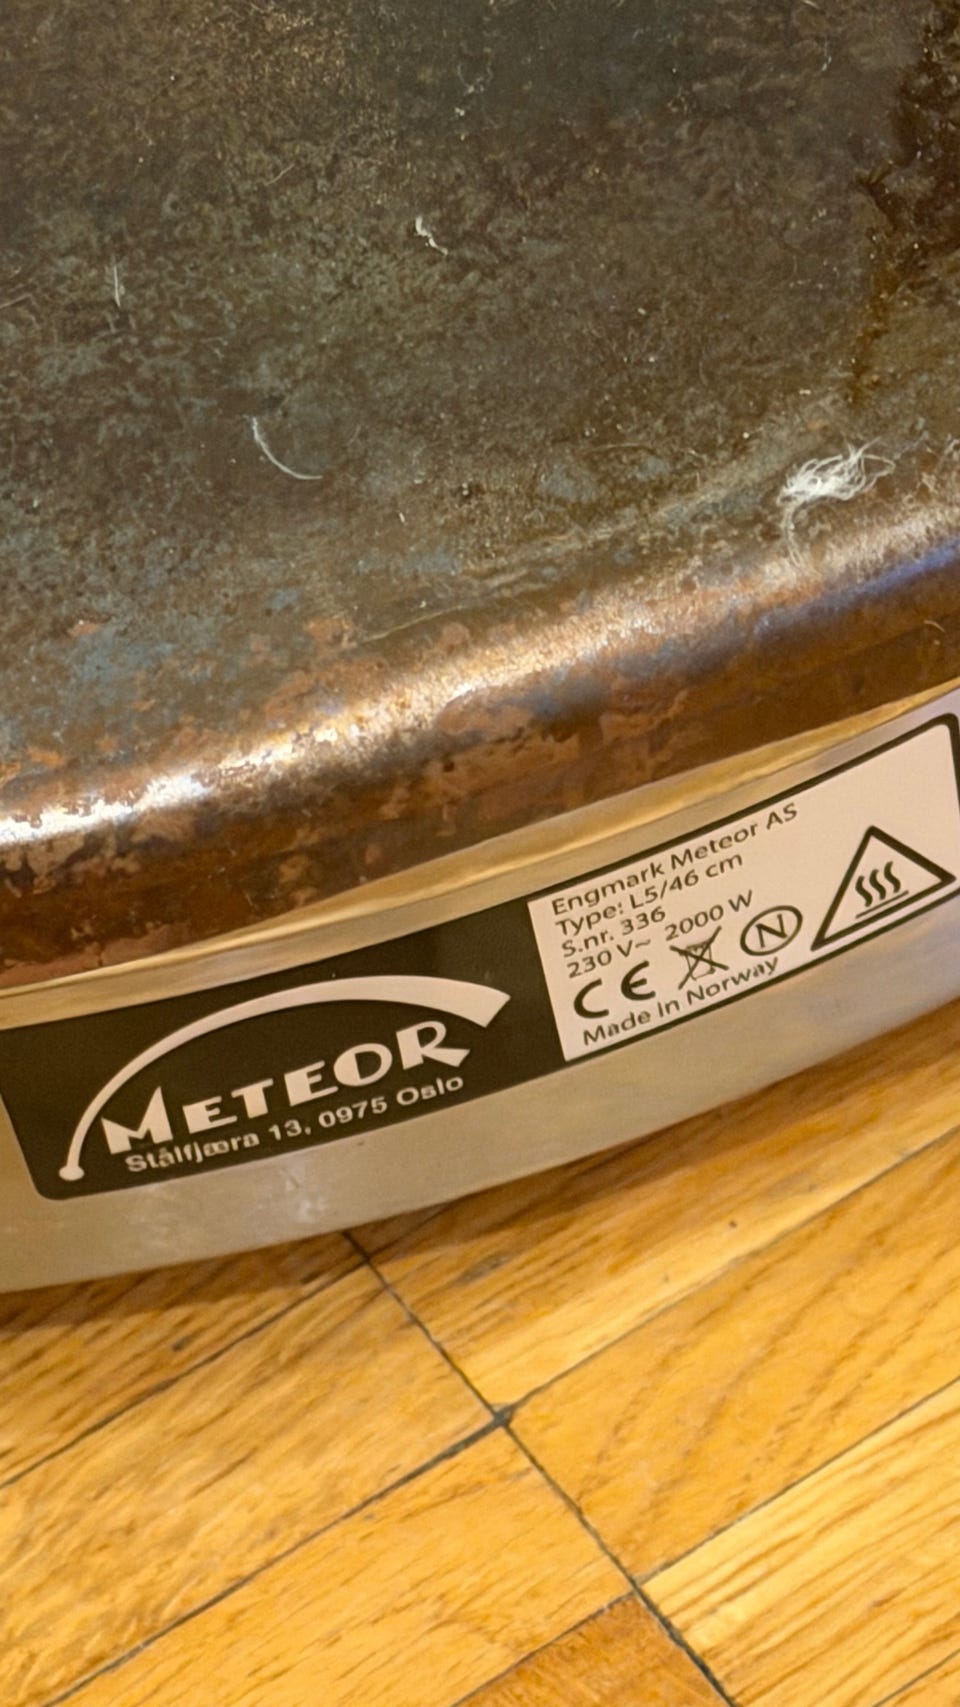 METEOR
Stålfjæra 13, 0975 Oslo
Engmark Meteor AS
Type: L5/46 cm
S.nr. 336
230 V~ 2000 W
CE N
Made in Norway